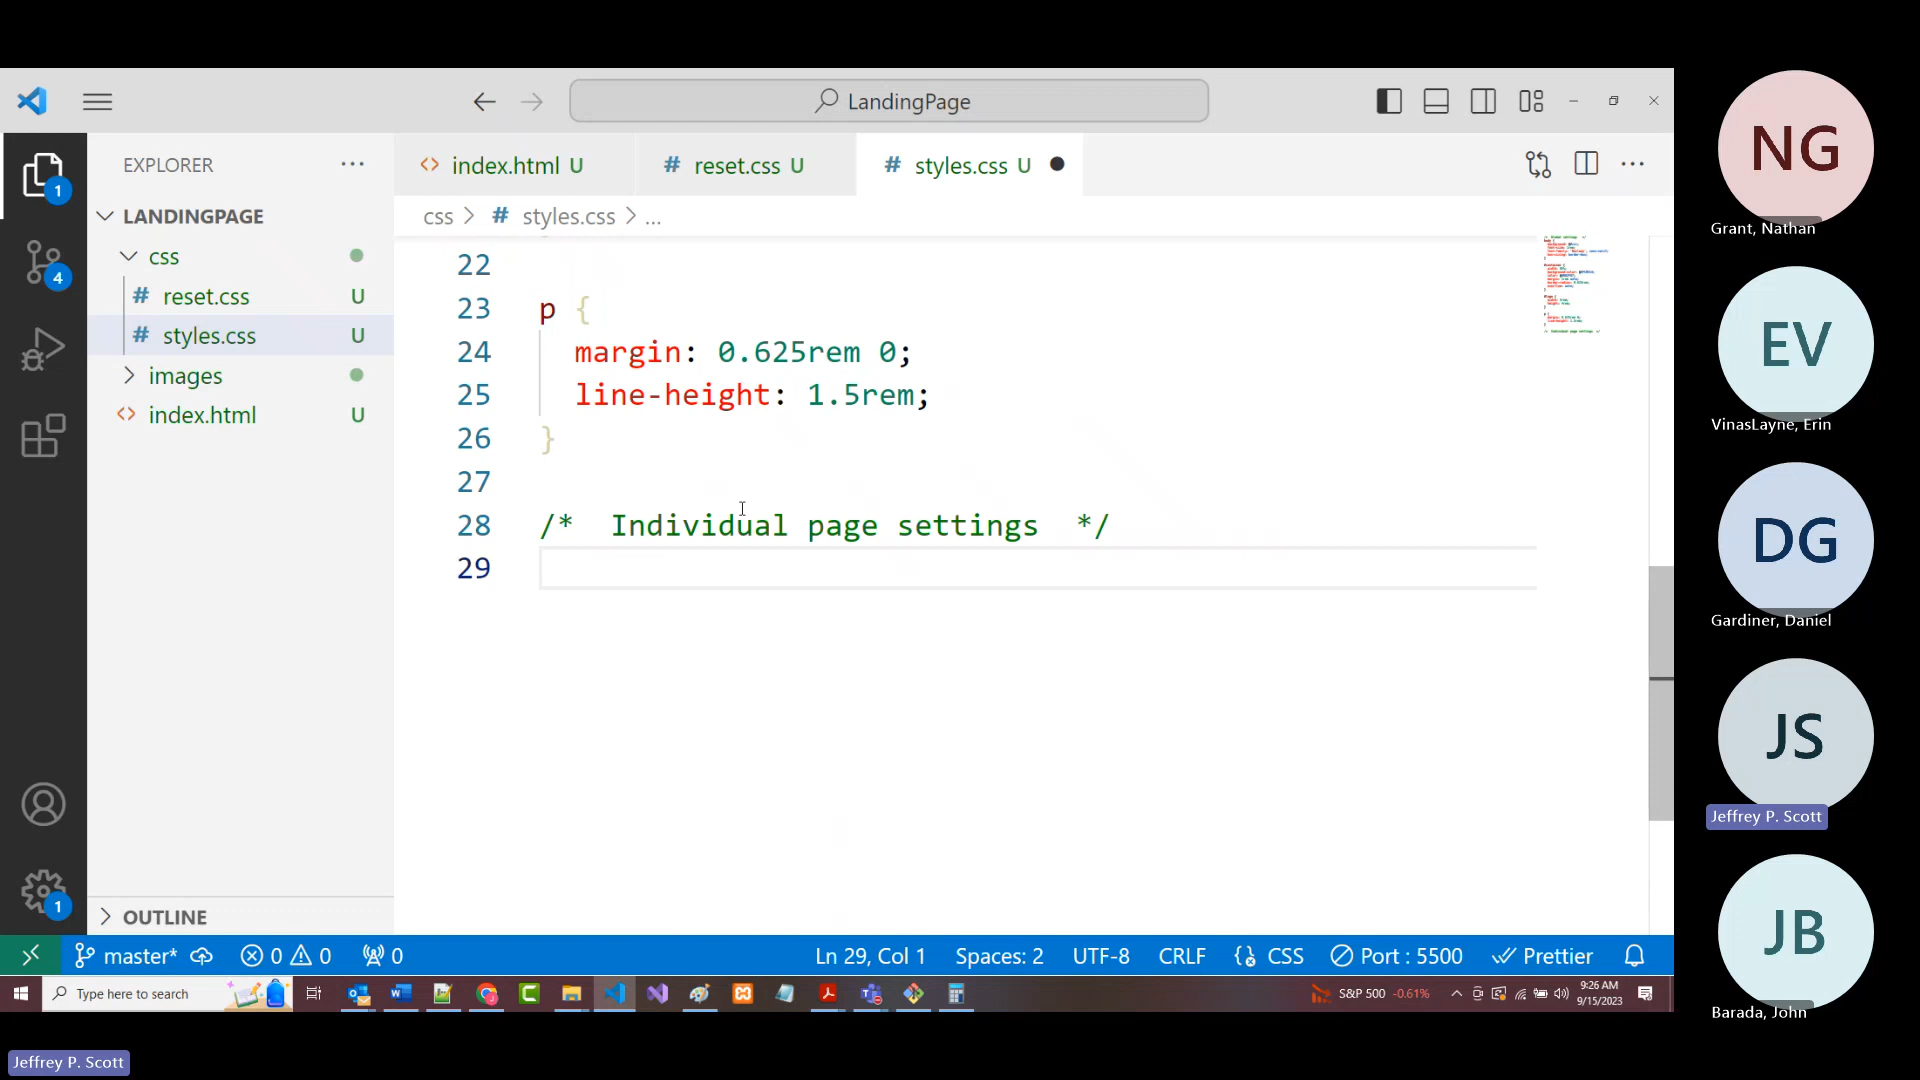 LandingPage
EXPLORER
index.html U
# reset.css U
# styles.css U
LANDINGPAGE
css > # styles.css > ...
css
# reset.css U
# styles.css U
images
index.html U
22
23 p {
24 margin: 0.625rem 0;
25 line-height: 1.5rem;
26 }
27
28 /*  Individual page settings  */
29
1
4
1
OUTLINE
master*
0
0
0
Ln 29, Col 1
Spaces: 2
UTF-8
CRLF
CSS
Port : 5500
Prettier
Type here to search
S&P 500 -0.61%
9:26 AM
9/15/2023
NG
Grant, Nathan
EV
VinasLayne, Erin
DG
Gardiner, Daniel
JS
Jeffrey P. Scott
JB
Barada, John
Jeffrey P. Scott